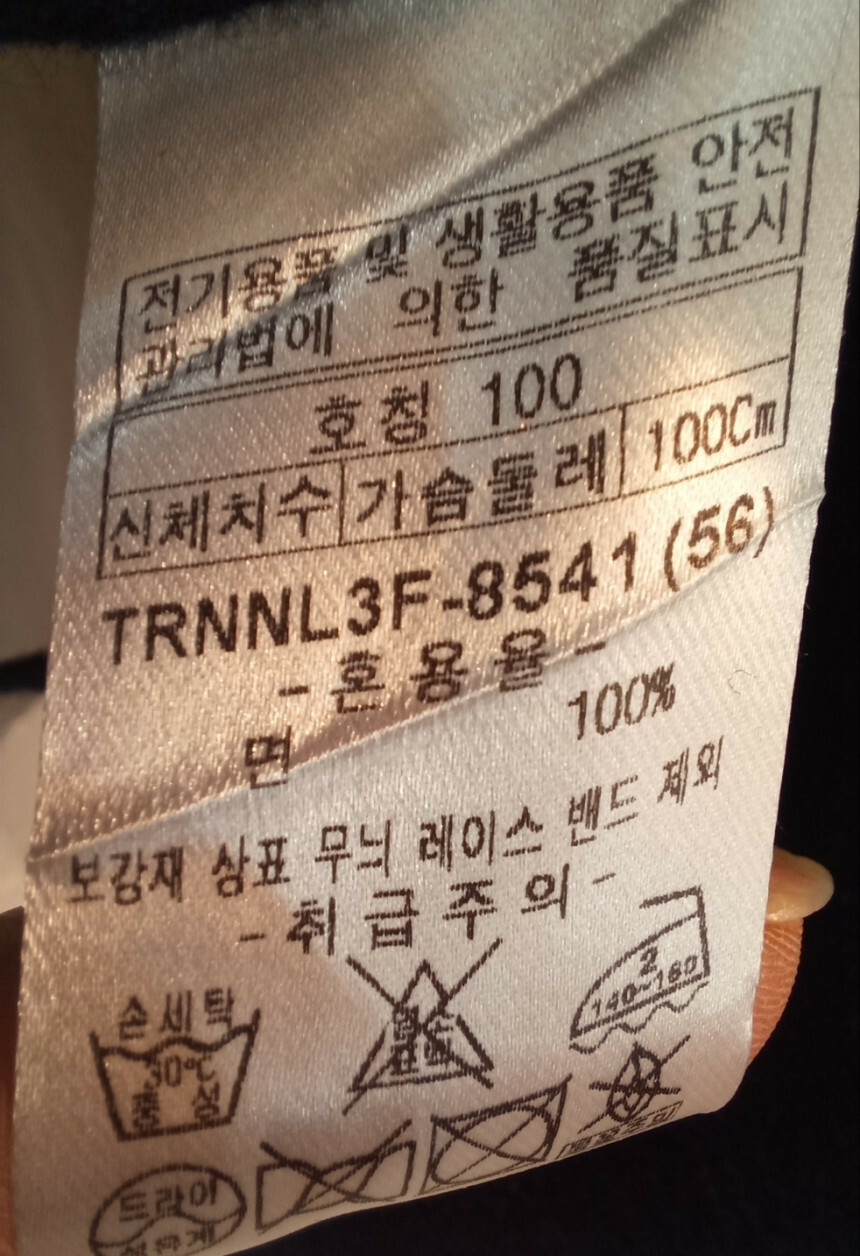 전기용품 및 생활용품 안전
관리법에 의한 품질표시
호칭 100
신체치수 가슴둘레 100Cm
TRNNL3F-8541 (56)
- 혼용율 -
면 100%
보강재 상표 무늬 레이스 밴드 제외
- 취급주의 -
손세탁
30℃
중성
2
140~160
드라이